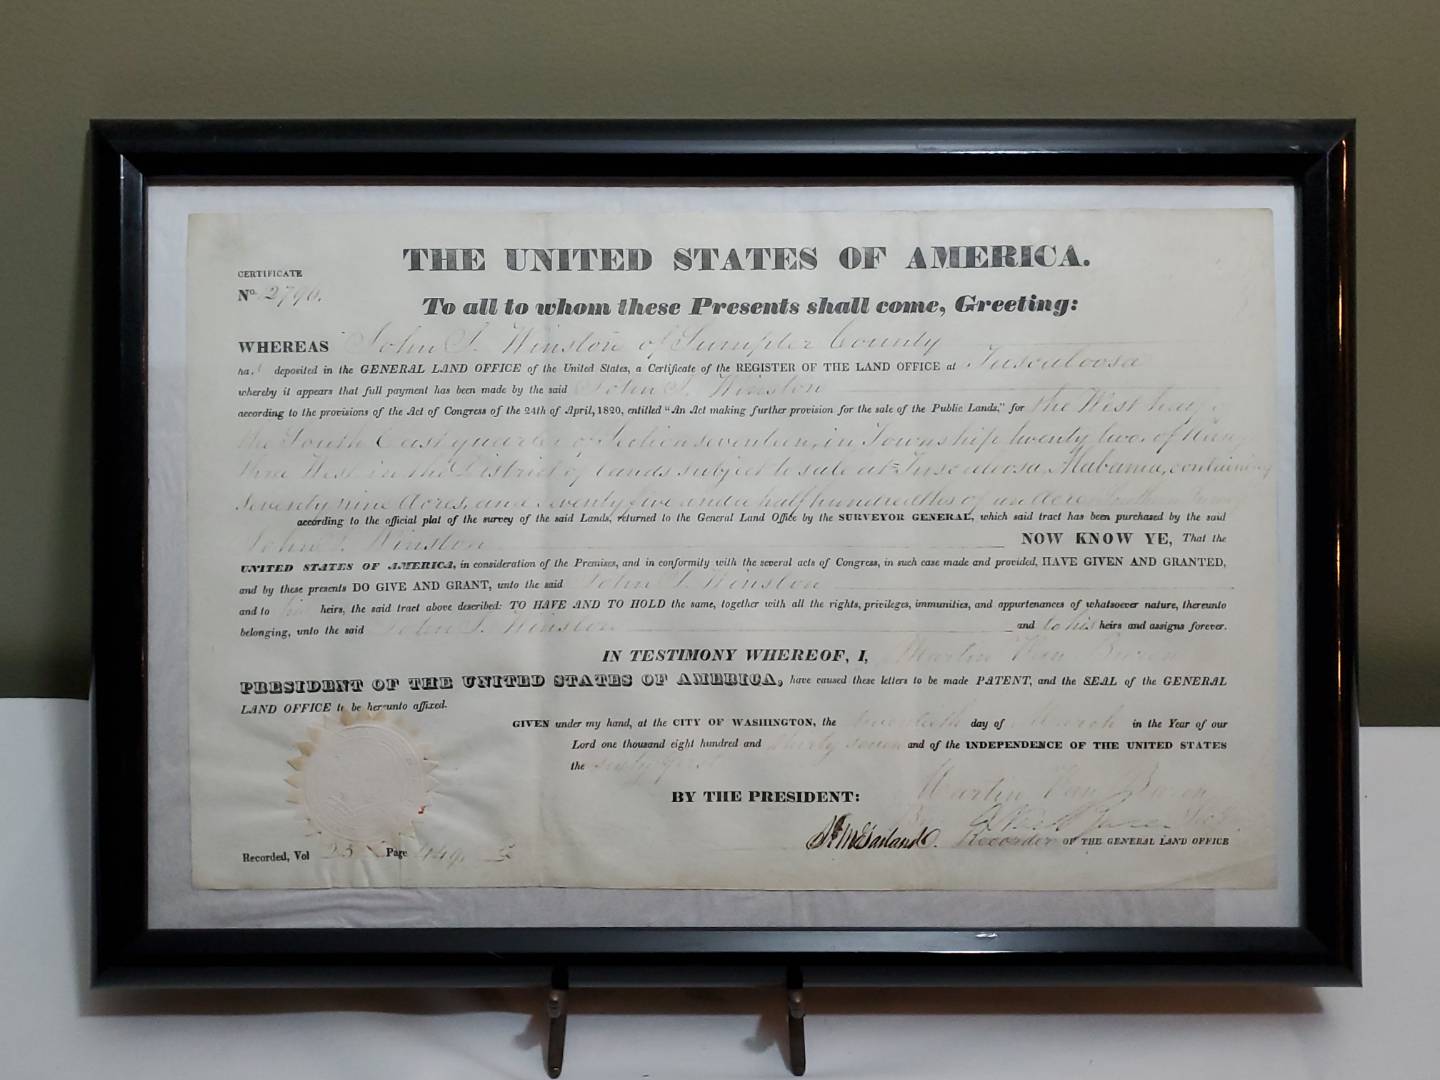 THE UNITED STATES OF AMERICA.
CERTIFICATE
No. 12790.
To all to whom these Presents shall come, Greeting:
WHEREAS John S. Winston of Sumpter County
ha deposited in the GENERAL LAND OFFICE of the United States, a Certificate of the REGISTER OF THE LAND OFFICE at Tuscaloosa
whereby it appears that full payment has been made by the said John S. Winston
according to the provisions of the Act of Congress of the 24th of April, 1820, entitled "An Act making further provision for the sale of the Public Lands," for the West half of
the South East quarter of Section seventeen, in Township twenty two, of Range
three West, in the District of Lands subject to sale at Tuscaloosa, Alabama, containing
Seventy nine Acres, and seventy five and a half hundredths of an Acre
according to the official plat of the survey of the said Lands, returned to the General Land Office by the SURVEYOR GENERAL, which said tract has been purchased by the said
John S. Winston NOW KNOW YE, That the
UNITED STATES OF AMERICA, in consideration of the Premises, and in conformity with the several acts of Congress, in such case made and provided, HAVE GIVEN AND GRANTED,
and by these presents DO GIVE AND GRANT, unto the said John S. Winston
and to his heirs, the said tract above described: TO HAVE AND TO HOLD the same, together with all the rights, privileges, immunities, and appurtenances of whatsoever nature, thereunto
belonging, unto the said John S. Winston and to his heirs and assigns forever.
IN TESTIMONY WHEREOF, I, Martin Van Buren
PRESIDENT OF THE UNITED STATES OF AMERICA, have caused these letters to be made PATENT, and the SEAL of the GENERAL
LAND OFFICE to be hereunto affixed.
GIVEN under my hand, at the CITY OF WASHINGTON, the twentieth day of March in the Year of our
Lord one thousand eight hundred and thirty seven and of the INDEPENDENCE OF THE UNITED STATES
the sixty first
BY THE PRESIDENT: Martin Van Buren
By
Recorder OF THE GENERAL LAND OFFICE
Recorded, Vol 25 Page 449